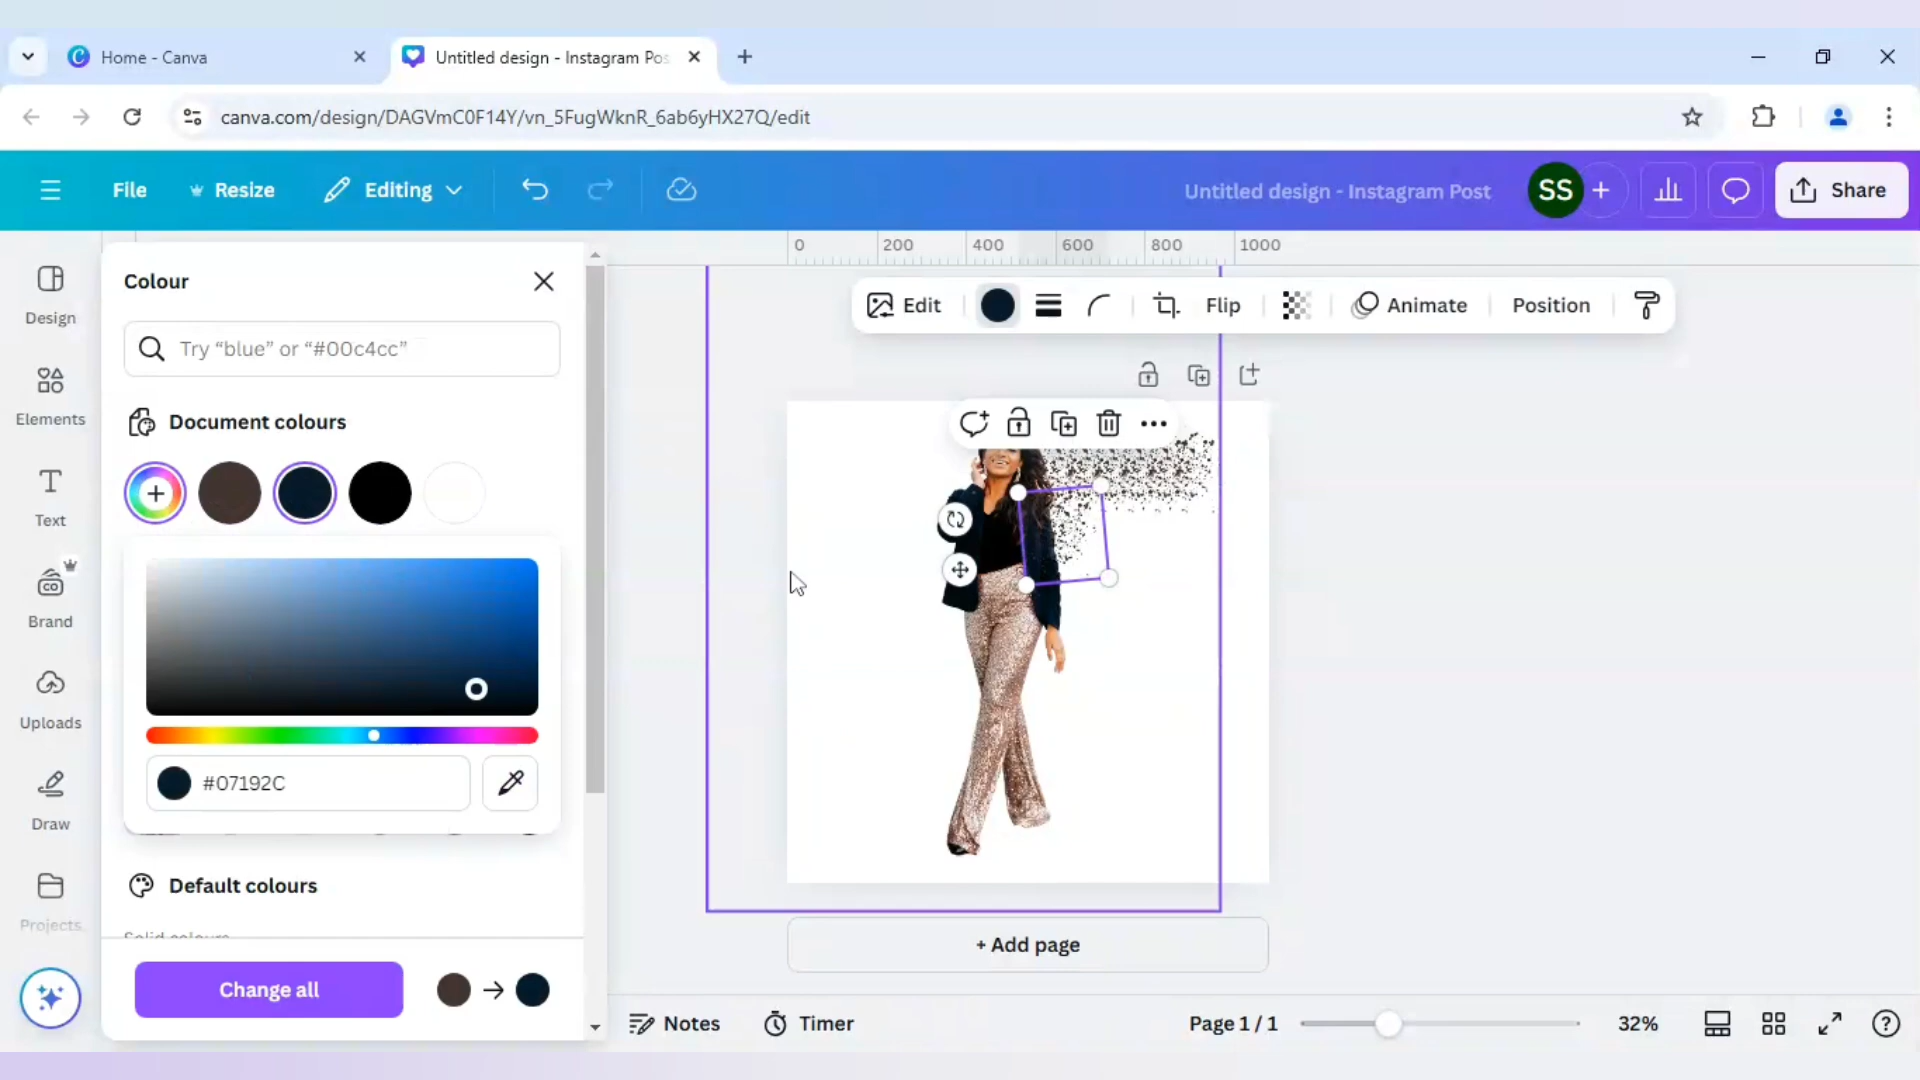 Home - Canva
Untitled design - Instagram Pos
canva.com/design/DAGVmC0F14Y/vn_5FugWknR_6ab6yHX27Q/edit
File
Resize
Editing
Untitled design - Instagram Post
SS
Share
0 200 400 600 800 1000
Design
Elements
Text
Brand
Uploads
Draw
Projects
Colour
Try “blue” or “#00c4cc”
Document colours
#07192C
Default colours
Solid colours
Change all
Edit
Flip
Animate
Position
+ Add page
Notes
Timer
Page 1 / 1
32%